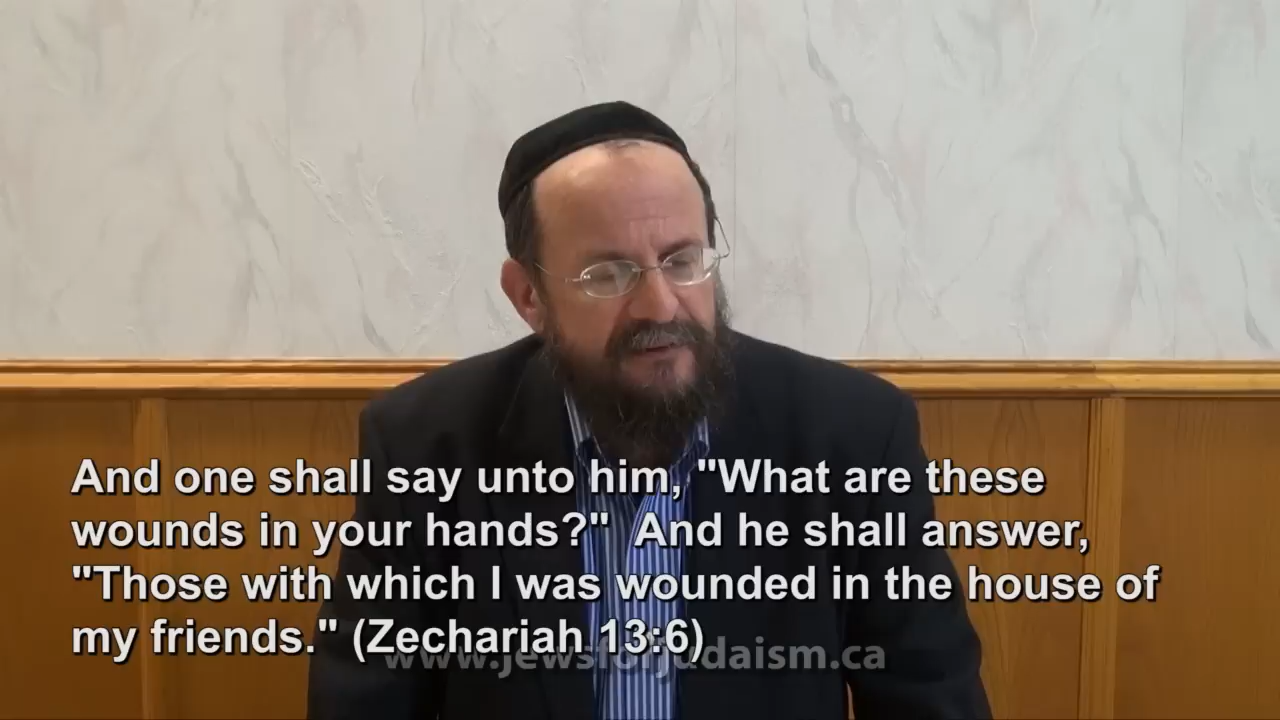 And one shall say unto him, "What are these
wounds in your hands?"  And he shall answer,
"Those with which I was wounded in the house of
my friends." (Zechariah 13:6)
www.jewsforjudaism.ca